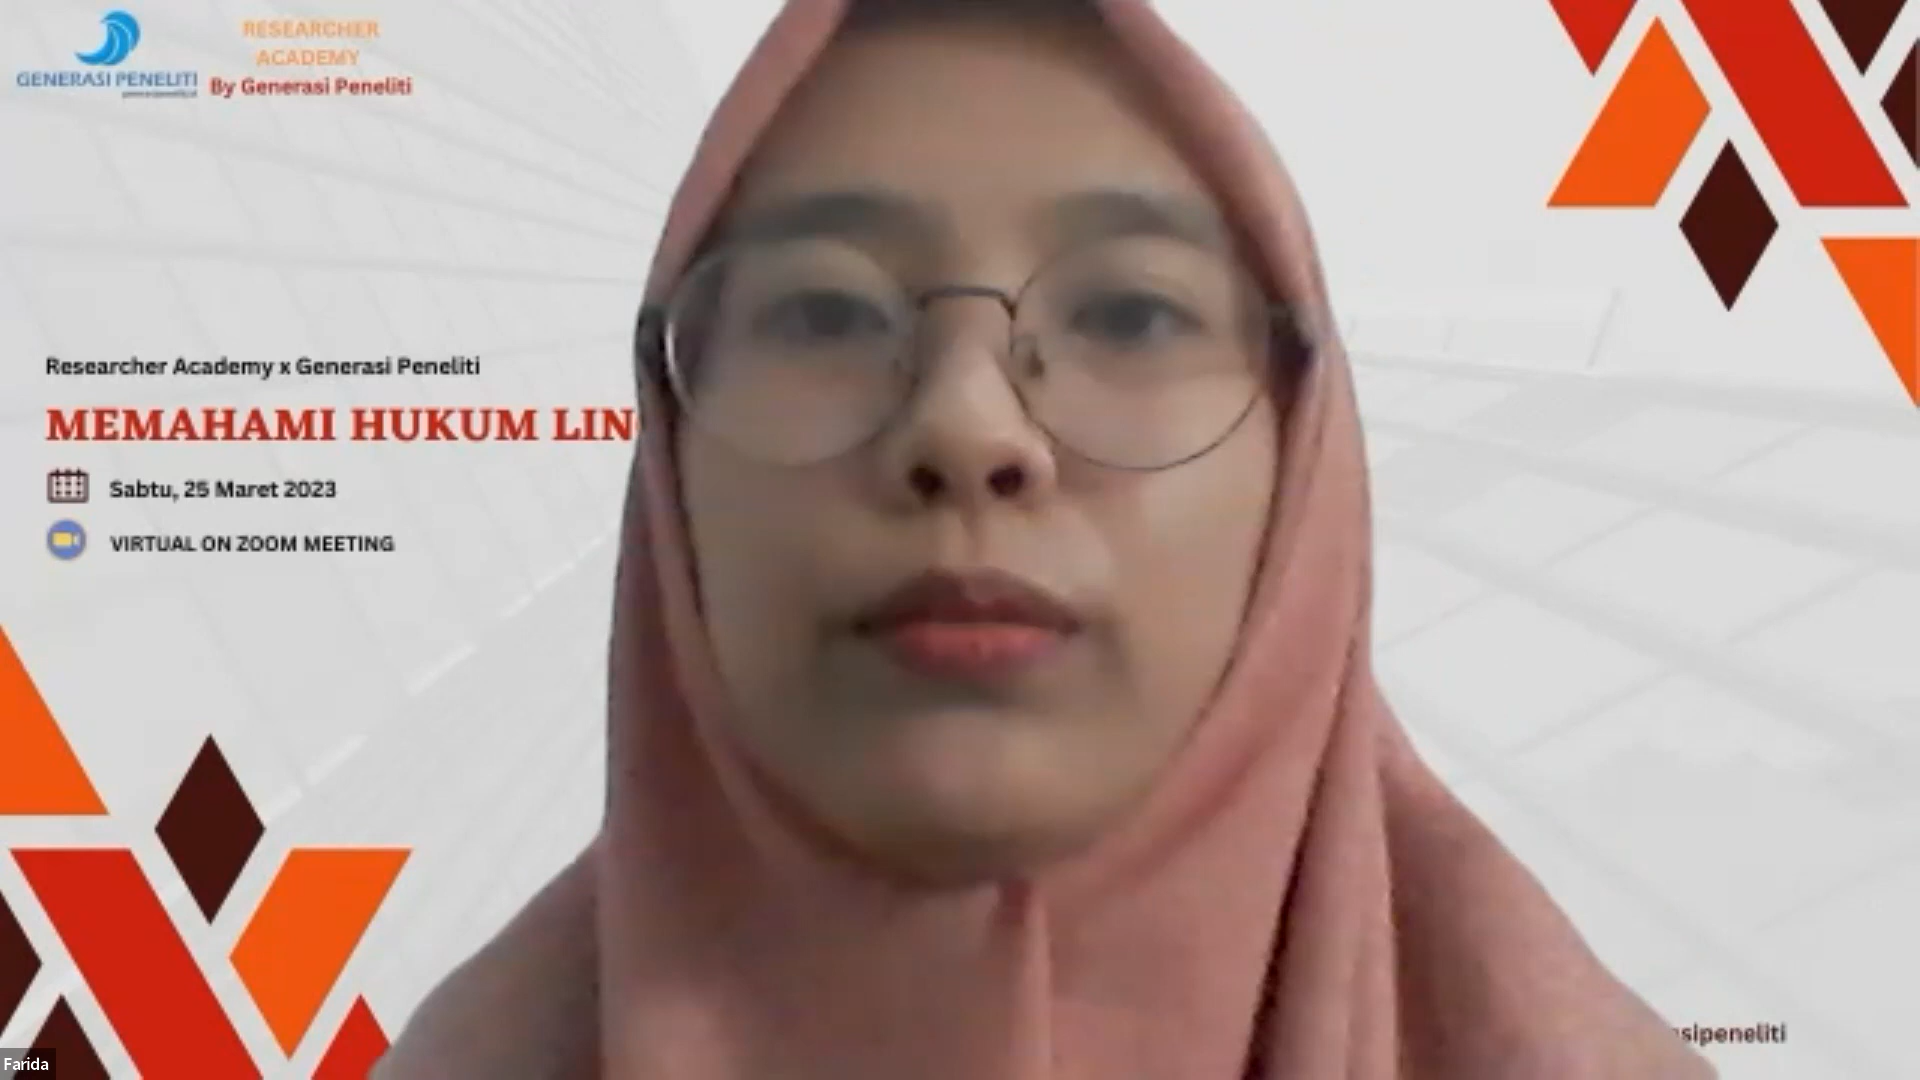 GENERASI PENELITI
RESEARCHER
ACADEMY
By Generasi Peneliti
Researcher Academy x Generasi Peneliti
MEMAHAMI HUKUM LIN
Sabtu, 25 Maret 2023
VIRTUAL ON ZOOM MEETING
sipeneliti
Farida